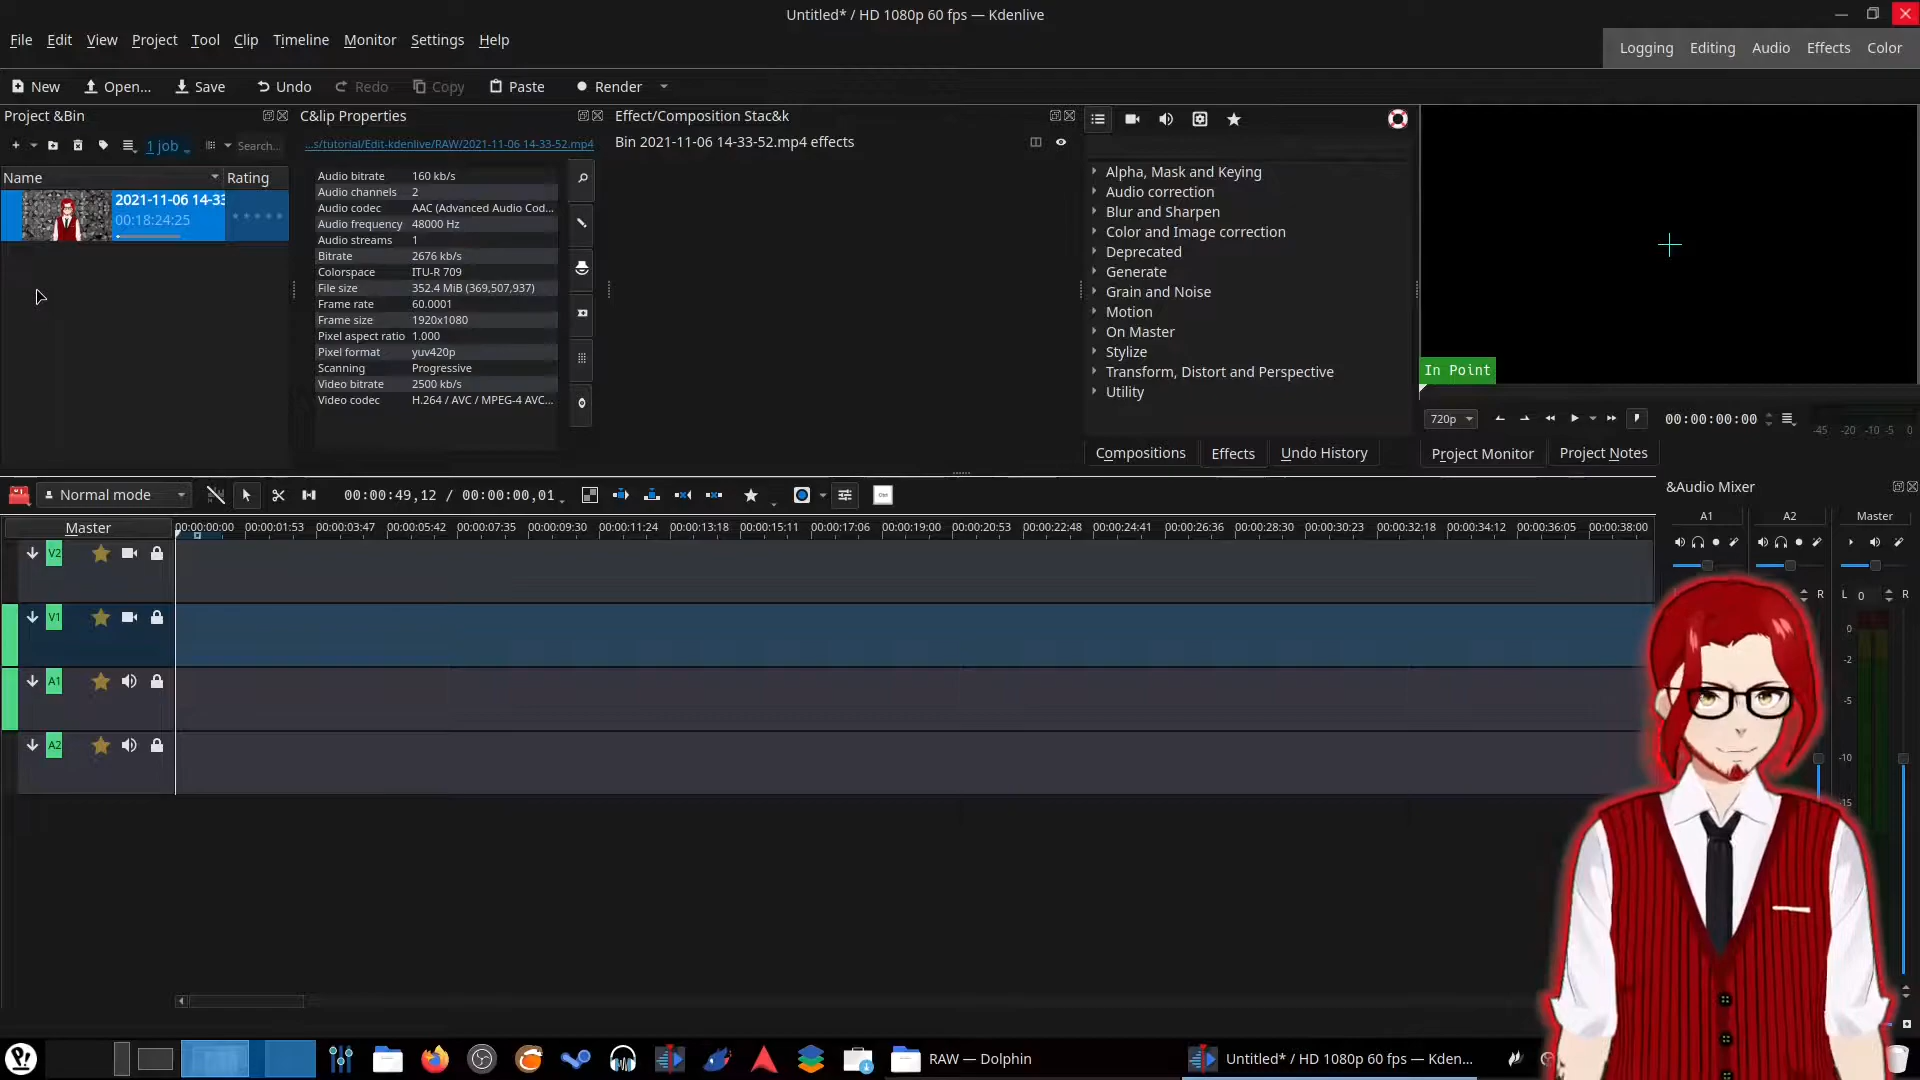 Untitled* / HD 1080p 60 fps — Kdenlive
File Edit View Project Tool Clip Timeline Monitor Settings Help
Logging Editing Audio Effects Color
New Open... Save Undo Redo Copy Paste Render
Project &Bin
C&lip Properties
Effect/Composition Stac&k
1 job
Search...
...s/tutorial/Edit-kdenlive/RAW/2021-11-06 14-33-52.mp4
Bin 2021-11-06 14-33-52.mp4 effects
Name Rating
2021-11-06 14-33
00:18:24:25
Audio bitrate 160 kb/s
Audio channels 2
Audio codec AAC (Advanced Audio Cod...
Audio frequency 48000 Hz
Audio streams 1
Bitrate 2676 kb/s
Colorspace ITU-R 709
File size 352.4 MiB (369,507,937)
Frame rate 60.0001
Frame size 1920x1080
Pixel aspect ratio 1.000
Pixel format yuv420p
Scanning Progressive
Video bitrate 2500 kb/s
Video codec H.264 / AVC / MPEG-4 AVC...
Alpha, Mask and Keying
Audio correction
Blur and Sharpen
Color and Image correction
Deprecated
Generate
Grain and Noise
Motion
On Master
Stylize
Transform, Distort and Perspective
Utility
Compositions Effects Undo History
In Point
720p
00:00:00:00
-45 -20 -10 -5 0
Project Monitor Project Notes
Normal mode
00:00:49,12 / 00:00:00,01
&Audio Mixer
Master
00:00:00:00 00:00:01:53 00:00:03:47 00:00:05:42 00:00:07:35 00:00:09:30 00:00:11:24 00:00:13:18 00:00:15:11 00:00:17:06 00:00:19:00 00:00:20:53 00:00:22:48 00:00:24:41 00:00:26:36 00:00:28:30 00:00:30:23 00:00:32:18 00:00:34:12 00:00:36:05 00:00:38:00
A1 A2 Master
V2
V1
A1
A2
R L 0 R
0
-2
-5
-10
-15
RAW — Dolphin
Untitled* / HD 1080p 60 fps — Kden...